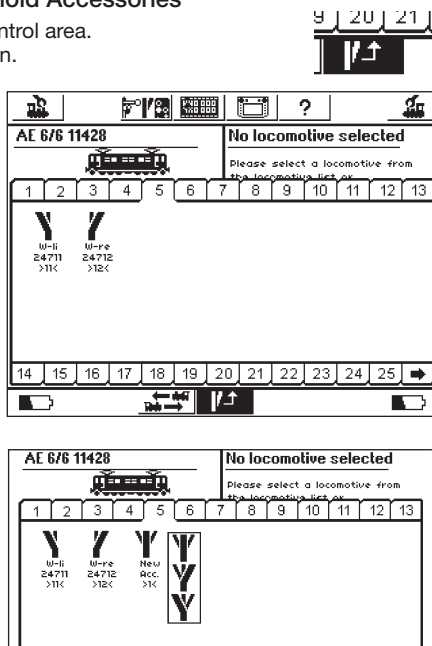 old Accessories
ntrol area.
n.
9 20 21
?
AE 6/6 11428
No locomotive selected
Please select a locomotive from
the locomotive list or
1 2 3 4 5 6 7 8 9 10 11 12 13
W-li W-re
24711 24712
>11< >12<
14 15 16 17 18 19 20 21 22 23 24 25
AE 6/6 11428
No locomotive selected
Please select a locomotive from
the locomotive list or
1 2 3 4 5 6 7 8 9 10 11 12 13
W-li W-re New
24711 24712 Acc.
>11< >12< >1<